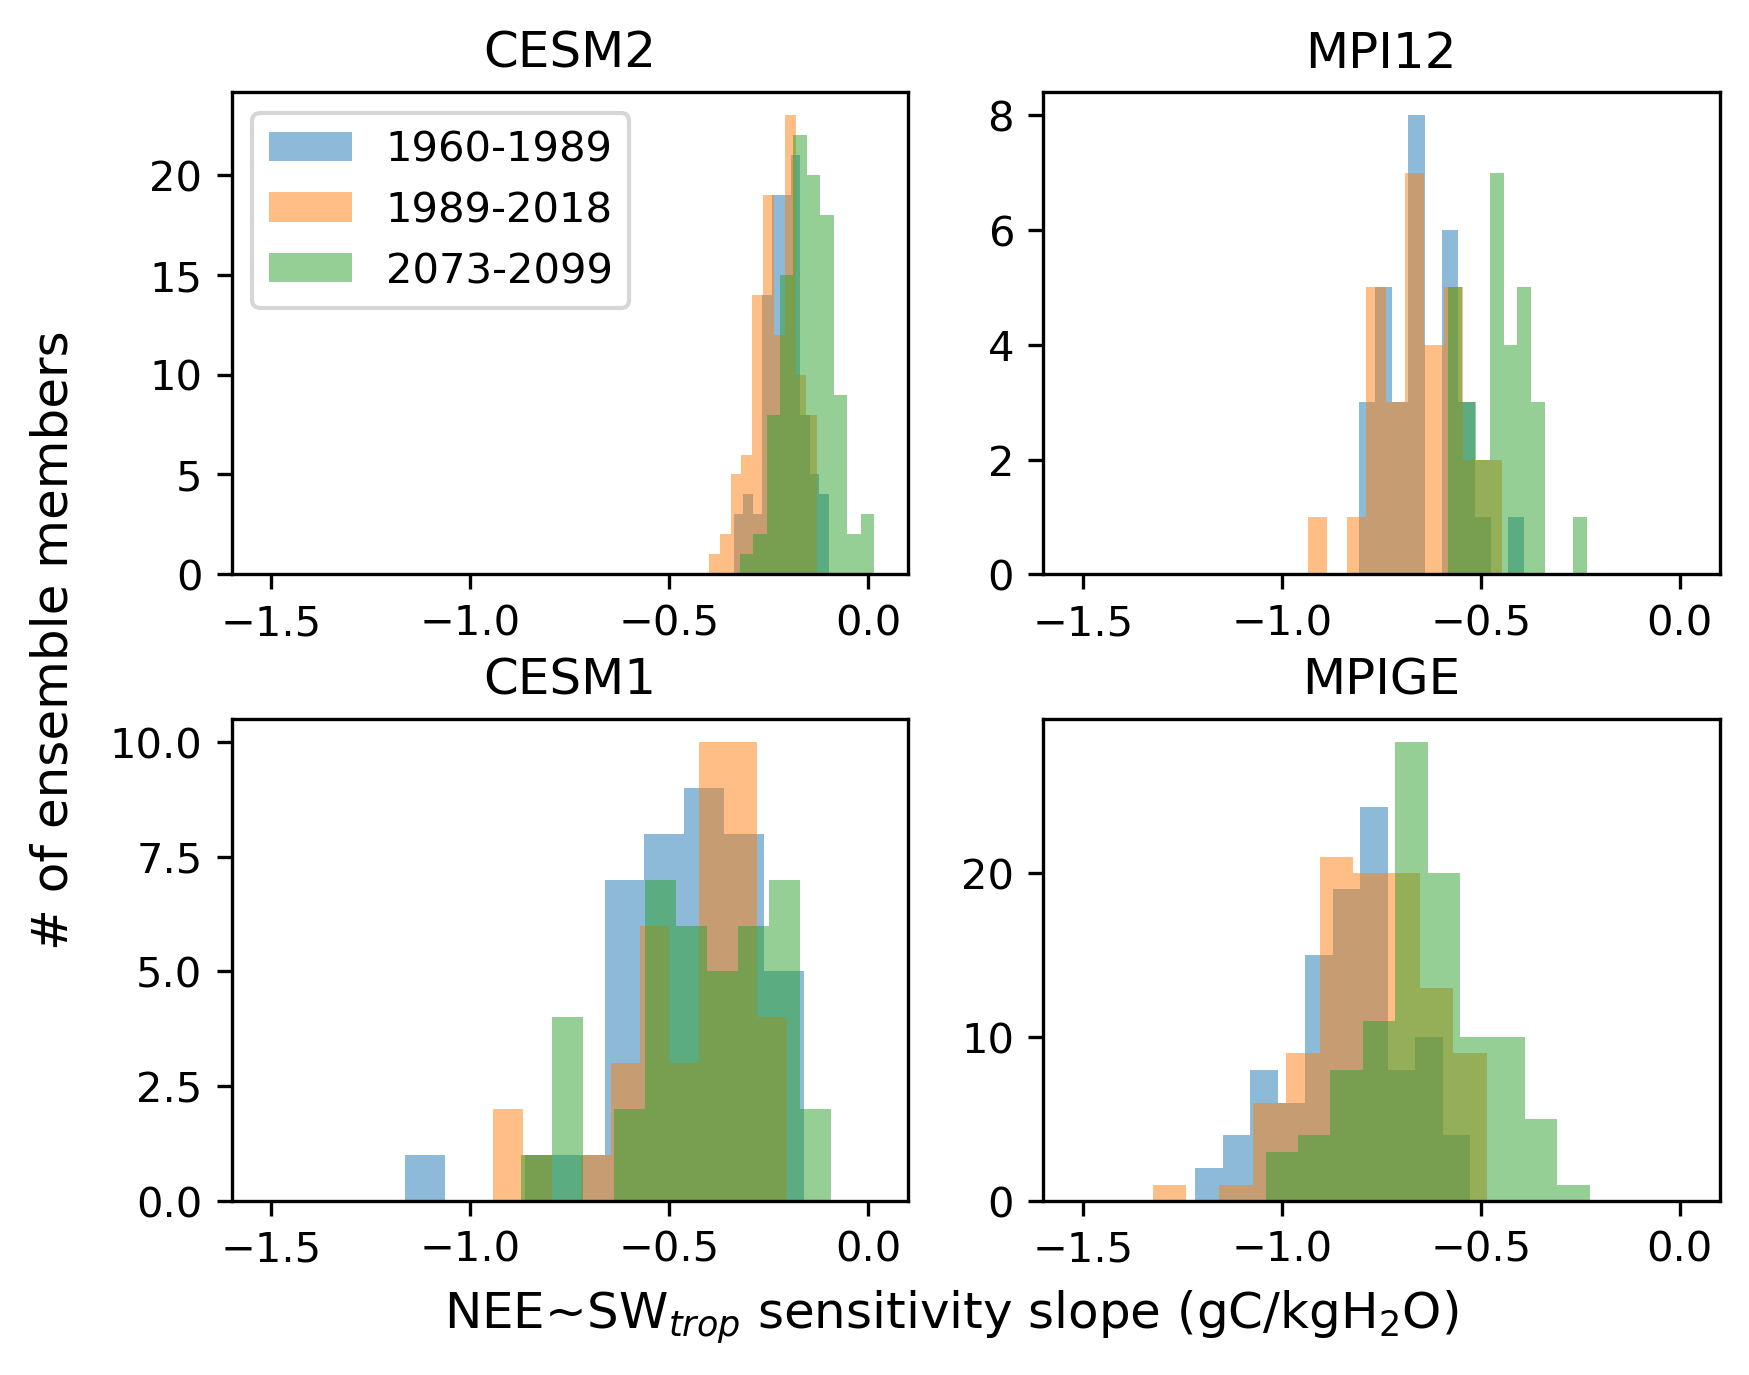 CESM2
MPI12
1960-1989
1989-2018
2073-2099
20
15
10
5
0
−1.5 −1.0 −0.5 0.0
8
6
4
2
0
−1.5 −1.0 −0.5 0.0
CESM1
MPIGE
10.0
7.5
5.0
2.5
0.0
−1.5 −1.0 −0.5 0.0
20
10
0
−1.5 −1.0 −0.5 0.0
# of ensemble members
NEE~SW$_{trop}$ sensitivity slope (gC/kgH₂O)